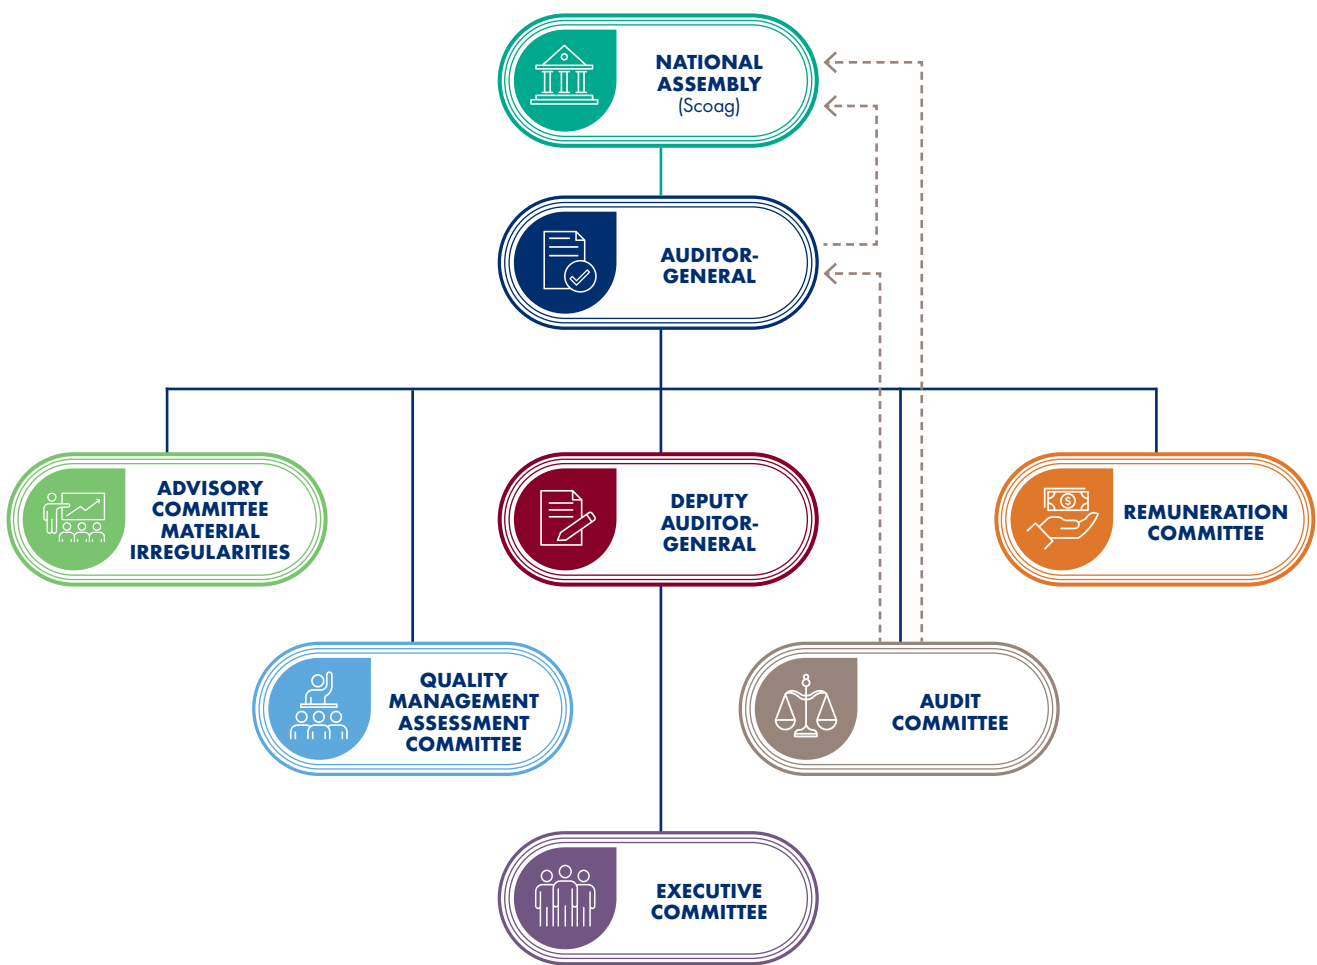 NATIONAL
ASSEMBLY
(Scoag)
AUDITOR-
GENERAL
ADVISORY
COMMITTEE
MATERIAL
IRREGULARITIES
DEPUTY
AUDITOR-
GENERAL
REMUNERATION
COMMITTEE
QUALITY
MANAGEMENT
ASSESSMENT
COMMITTEE
AUDIT
COMMITTEE
EXECUTIVE
COMMITTEE